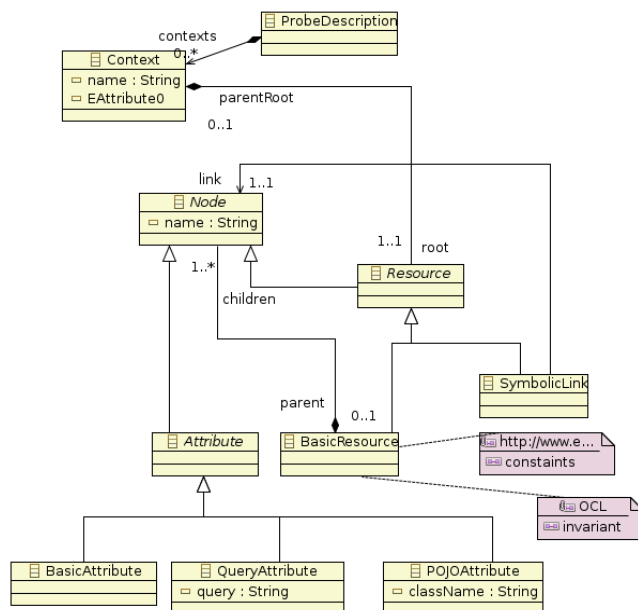 ProbeDescription
contexts
0..*
Context
name : String
EAttribute0
parentRoot
0..1
link
1..1
Node
name : String
1..1
root
1..*
Resource
children
SymbolicLink
parent
0..1
Attribute
BasicResource
http://www.e...
constaints
OCL
invariant
BasicAttribute
QueryAttribute
POJOAttribute
query : String
className : String